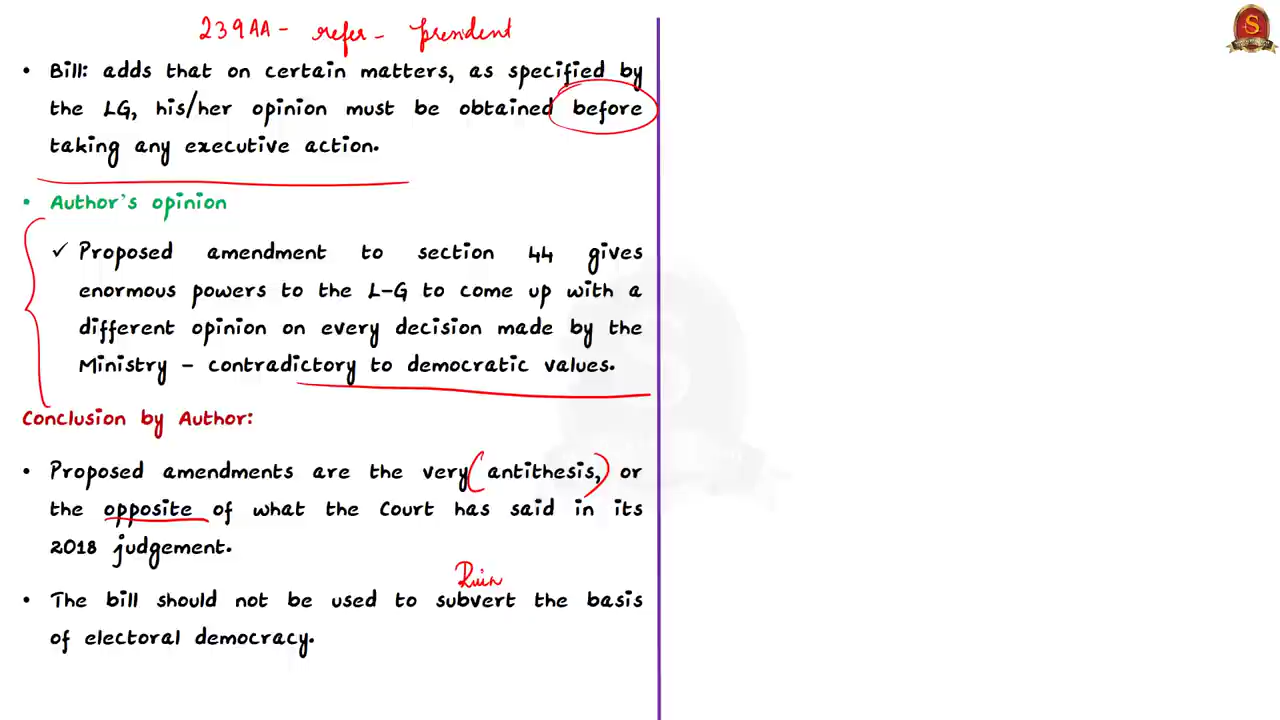 239AA - refer - president
• Bill: adds that on certain matters, as specified by
the LG, his/her opinion must be obtained before
taking any executive action.
• Author's opinion
✓ Proposed amendment to section 44 gives
enormous powers to the L-G to come up with a
different opinion on every decision made by the
Ministry – contradictory to democratic values.
Conclusion by Author:
• Proposed amendments are the very (antithesis,) or
the opposite of what the Court has said in its
2018 judgement.
Ruin
• The bill should not be used to subvert the basis
of electoral democracy.
S